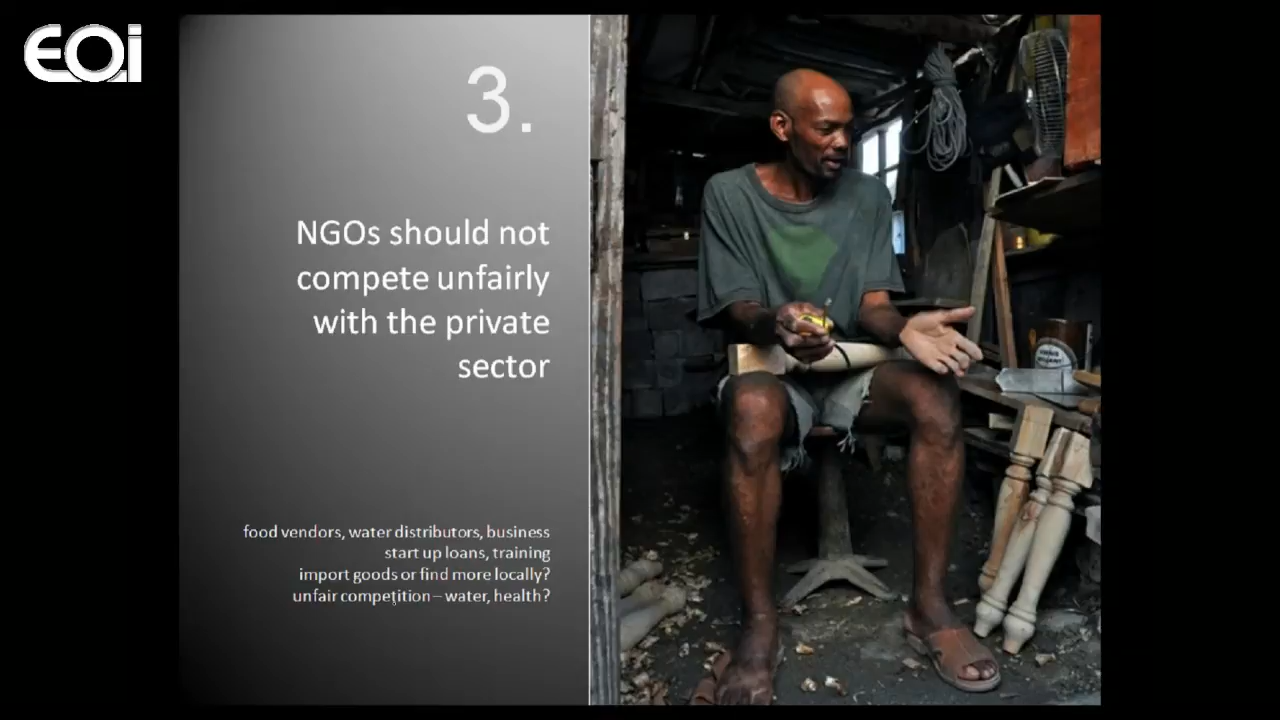 EOi
3.
NGOs should not
compete unfairly
with the private
sector
food vendors, water distributors, business
start up loans, training
import goods or find more locally?
unfair competition – water, health?